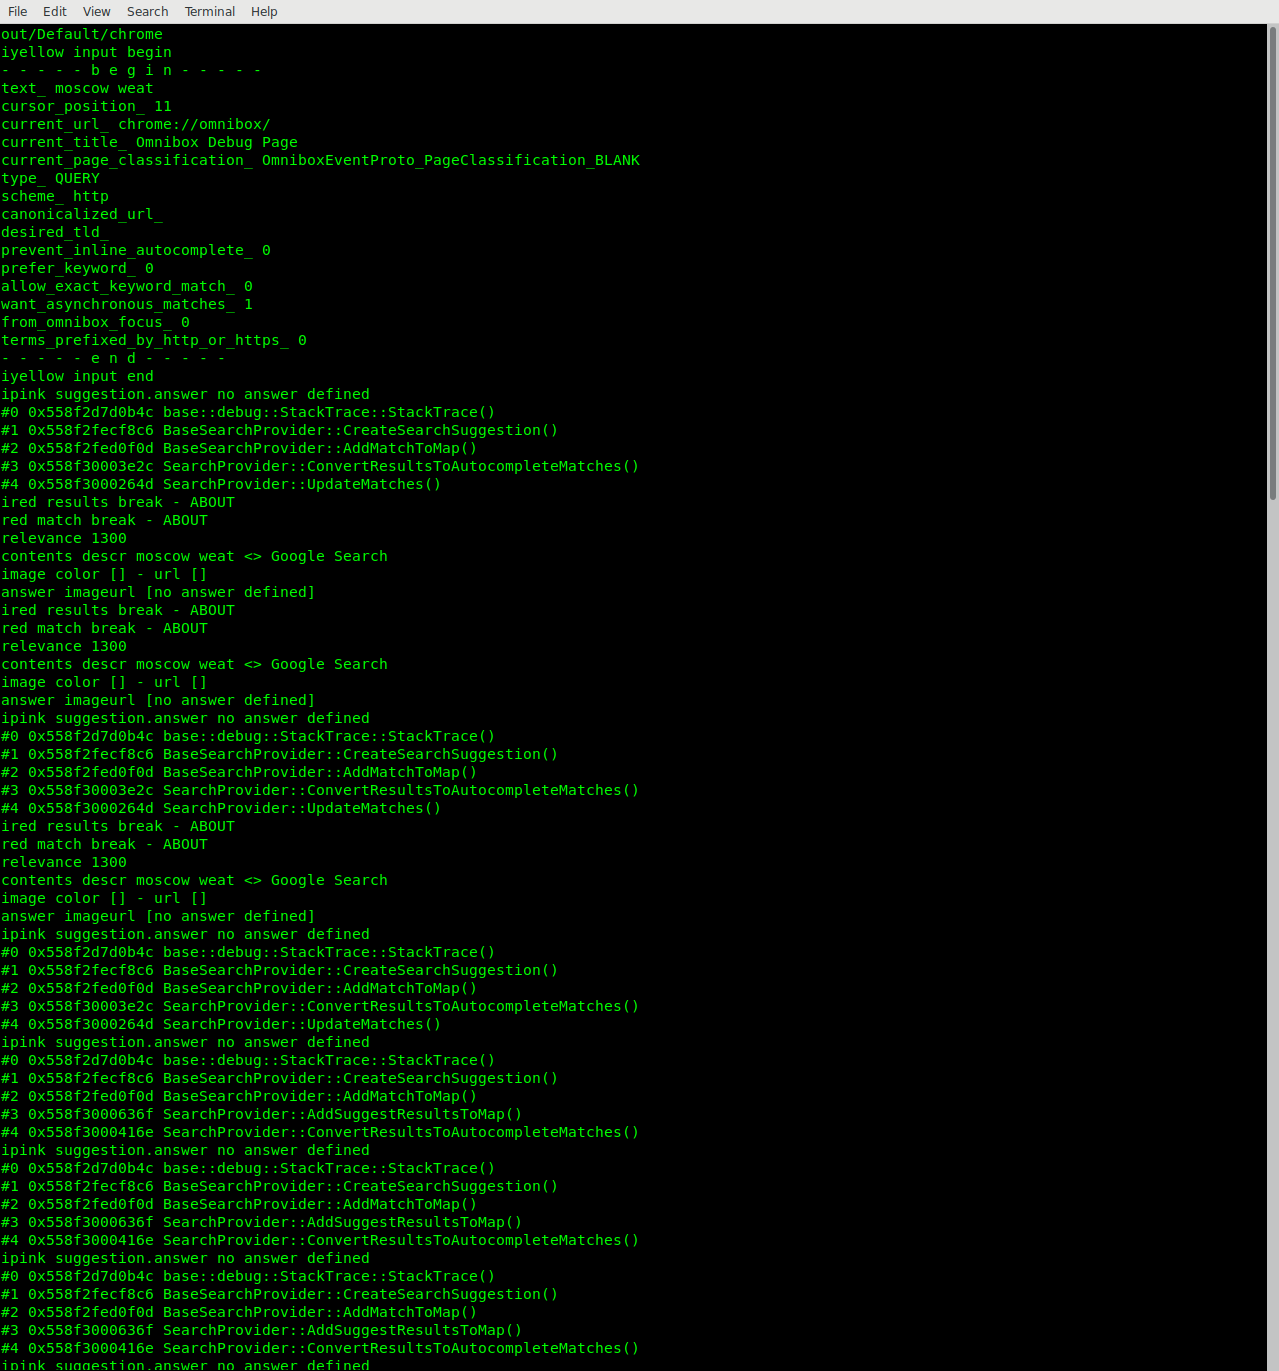 File Edit View Search Terminal Help
out/Default/chrome
iyellow input begin
- - - - - b e g i n - - - - -
text_ moscow weat
cursor_position_ 11
current_url_ chrome://omnibox/
current_title_ Omnibox Debug Page
current_page_classification_ OmniboxEventProto_PageClassification_BLANK
type_ QUERY
scheme_ http
canonicalized_url_
desired_tld_
prevent_inline_autocomplete_ 0
prefer_keyword_ 0
allow_exact_keyword_match_ 0
want_asynchronous_matches_ 1
from_omnibox_focus_ 0
terms_prefixed_by_http_or_https_ 0
- - - - - e n d - - - - -
iyellow input end
ipink suggestion.answer no answer defined
#0 0x558f2d7d0b4c base::debug::StackTrace::StackTrace()
#1 0x558f2fecf8c6 BaseSearchProvider::CreateSearchSuggestion()
#2 0x558f2fed0f0d BaseSearchProvider::AddMatchToMap()
#3 0x558f30003e2c SearchProvider::ConvertResultsToAutocompleteMatches()
#4 0x558f3000264d SearchProvider::UpdateMatches()
ired results break - ABOUT
red match break - ABOUT
relevance 1300
contents descr moscow weat <> Google Search
image color [] - url []
answer imageurl [no answer defined]
ired results break - ABOUT
red match break - ABOUT
relevance 1300
contents descr moscow weat <> Google Search
image color [] - url []
answer imageurl [no answer defined]
ipink suggestion.answer no answer defined
#0 0x558f2d7d0b4c base::debug::StackTrace::StackTrace()
#1 0x558f2fecf8c6 BaseSearchProvider::CreateSearchSuggestion()
#2 0x558f2fed0f0d BaseSearchProvider::AddMatchToMap()
#3 0x558f30003e2c SearchProvider::ConvertResultsToAutocompleteMatches()
#4 0x558f3000264d SearchProvider::UpdateMatches()
ired results break - ABOUT
red match break - ABOUT
relevance 1300
contents descr moscow weat <> Google Search
image color [] - url []
answer imageurl [no answer defined]
ipink suggestion.answer no answer defined
#0 0x558f2d7d0b4c base::debug::StackTrace::StackTrace()
#1 0x558f2fecf8c6 BaseSearchProvider::CreateSearchSuggestion()
#2 0x558f2fed0f0d BaseSearchProvider::AddMatchToMap()
#3 0x558f30003e2c SearchProvider::ConvertResultsToAutocompleteMatches()
#4 0x558f3000264d SearchProvider::UpdateMatches()
ipink suggestion.answer no answer defined
#0 0x558f2d7d0b4c base::debug::StackTrace::StackTrace()
#1 0x558f2fecf8c6 BaseSearchProvider::CreateSearchSuggestion()
#2 0x558f2fed0f0d BaseSearchProvider::AddMatchToMap()
#3 0x558f3000636f SearchProvider::AddSuggestResultsToMap()
#4 0x558f3000416e SearchProvider::ConvertResultsToAutocompleteMatches()
ipink suggestion.answer no answer defined
#0 0x558f2d7d0b4c base::debug::StackTrace::StackTrace()
#1 0x558f2fecf8c6 BaseSearchProvider::CreateSearchSuggestion()
#2 0x558f2fed0f0d BaseSearchProvider::AddMatchToMap()
#3 0x558f3000636f SearchProvider::AddSuggestResultsToMap()
#4 0x558f3000416e SearchProvider::ConvertResultsToAutocompleteMatches()
ipink suggestion.answer no answer defined
#0 0x558f2d7d0b4c base::debug::StackTrace::StackTrace()
#1 0x558f2fecf8c6 BaseSearchProvider::CreateSearchSuggestion()
#2 0x558f2fed0f0d BaseSearchProvider::AddMatchToMap()
#3 0x558f3000636f SearchProvider::AddSuggestResultsToMap()
#4 0x558f3000416e SearchProvider::ConvertResultsToAutocompleteMatches()
ipink suggestion.answer no answer defined